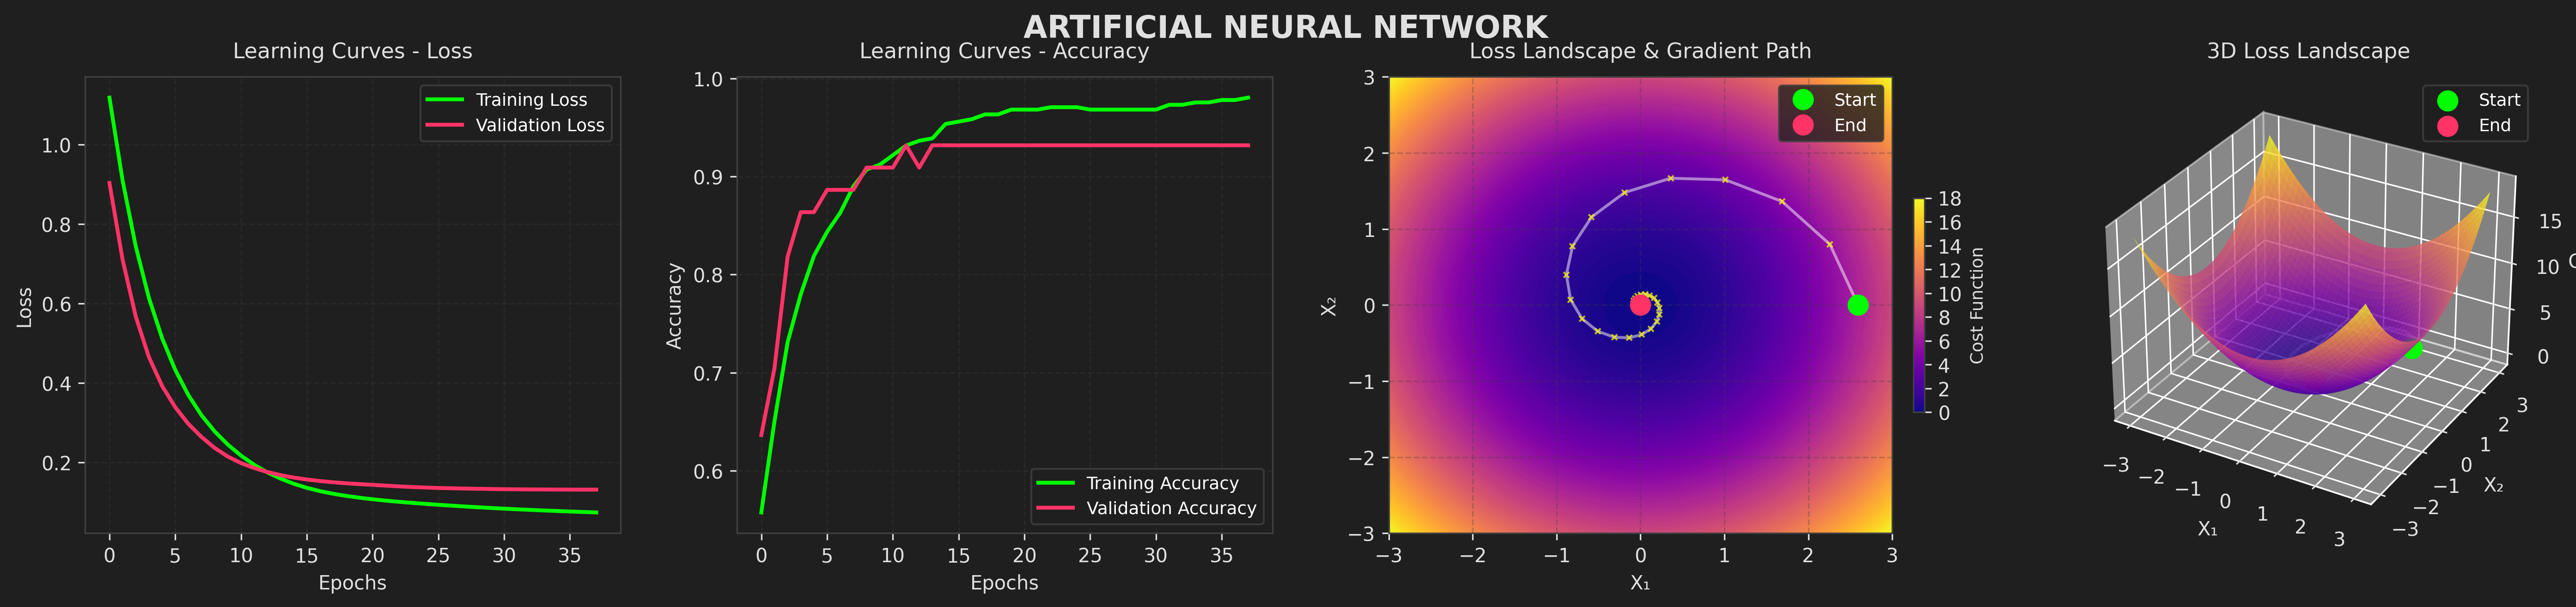 ARTIFICIAL NEURAL NETWORK
Learning Curves - Loss
Training Loss
Validation Loss
1.0
0.8
0.6
0.4
0.2
Loss
0 5 10 15 20 25 30 35
Epochs
Learning Curves - Accuracy
1.0
0.9
0.8
0.7
0.6
Accuracy
Training Accuracy
Validation Accuracy
0 5 10 15 20 25 30 35
Epochs
Loss Landscape & Gradient Path
Start
End
3
2
1
0
−1
−2
−3
X₂
−3 −2 −1 0 1 2 3
X₁
18
16
14
12
10
8
6
4
2
0
Cost Function
3D Loss Landscape
Start
End
15
10
5
0
3
2
1
0
−1
−2
−3
X₂
−3 −2 −1 0 1 2 3
X₁